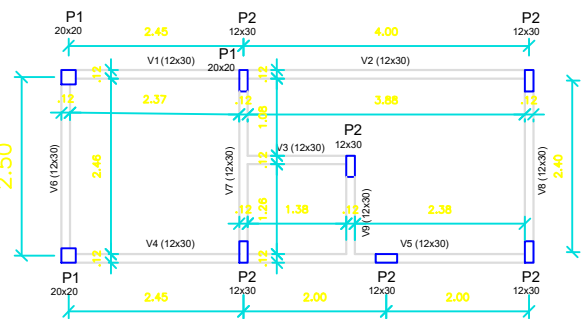 P1
20x20
P2
12x30
P2
12x30
2.45
4.00
P1
20x20
V1 (12x30)
V2 (12x30)
.12
.12
.12
2.37
.12
3.88
.12
1.08
2.50
V6 (12x30)
2.46
V7 (12x30)
.12
V3 (12x30)
P2
12x30
V8 (12x30)
2.40
.12
1.26
1.38
.12
V9 (12x30)
2.38
V4 (12x30)
V5 (12x30)
.12
.12
P1
20x20
P2
12x30
P2
12x30
P2
12x30
2.45
2.00
2.00